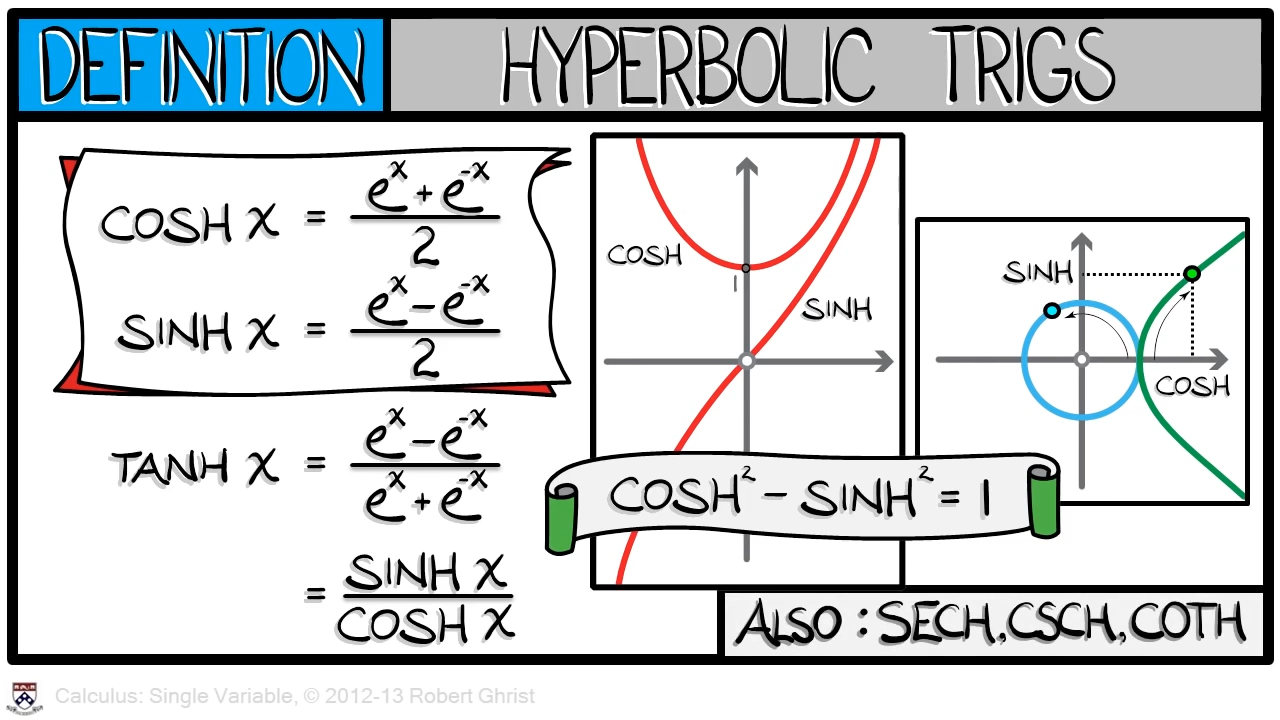 DEFINITION
HYPERBOLIC TRIGS
COSH x = (e^x + e^-x) / 2
SINH x = (e^x - e^-x) / 2
TANH x = (e^x - e^-x) / (e^x + e^-x)
= SINH x / COSH x
COSH
1
SINH
SINH
COSH
COSH² - SINH² = 1
ALSO : SECH, CSCH, COTH
Calculus: Single Variable, © 2012-13 Robert Ghrist